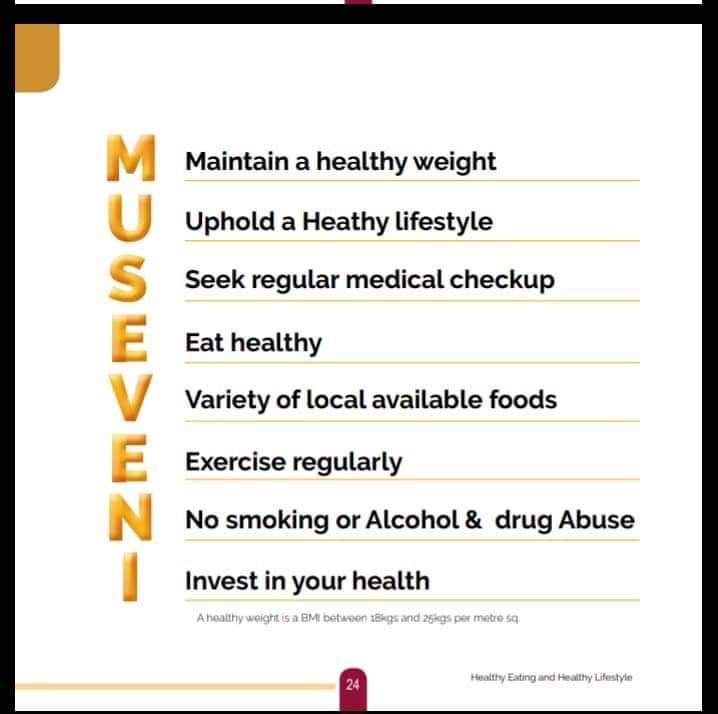 M Maintain a healthy weight
U Uphold a Heathy lifestyle
S Seek regular medical checkup
E Eat healthy
V Variety of local available foods
E Exercise regularly
N No smoking or Alcohol & drug Abuse
I Invest in your health
A healthy weight is a BMI between 18kgs and 25kgs per metre sq.
24
Healthy Eating and Healthy Lifestyle